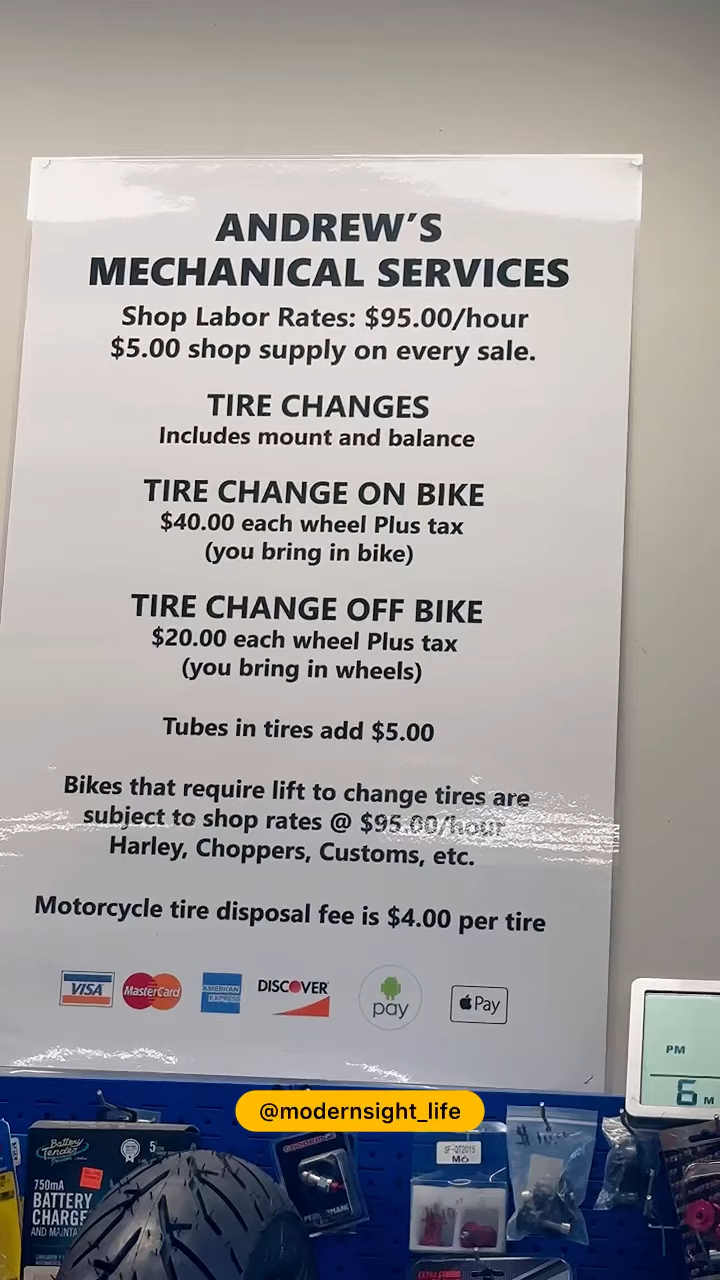 ANDREW'S
MECHANICAL SERVICES
Shop Labor Rates: $95.00/hour
$5.00 shop supply on every sale.
TIRE CHANGES
Includes mount and balance
TIRE CHANGE ON BIKE
$40.00 each wheel Plus tax
(you bring in bike)
TIRE CHANGE OFF BIKE
$20.00 each wheel Plus tax
(you bring in wheels)
Tubes in tires add $5.00
Bikes that require lift to change tires are
subject to shop rates @ $95.00/hour
Harley, Choppers, Customs, etc.
Motorcycle tire disposal fee is $4.00 per tire
VISA MasterCard AMERICAN EXPRESS DISCOVER pay Pay
PM
6 M
@modernsight_life
Battery Tender
5
750mA
BATTERY
CHARGE
AND MAINTA
SF-QT2015
M6